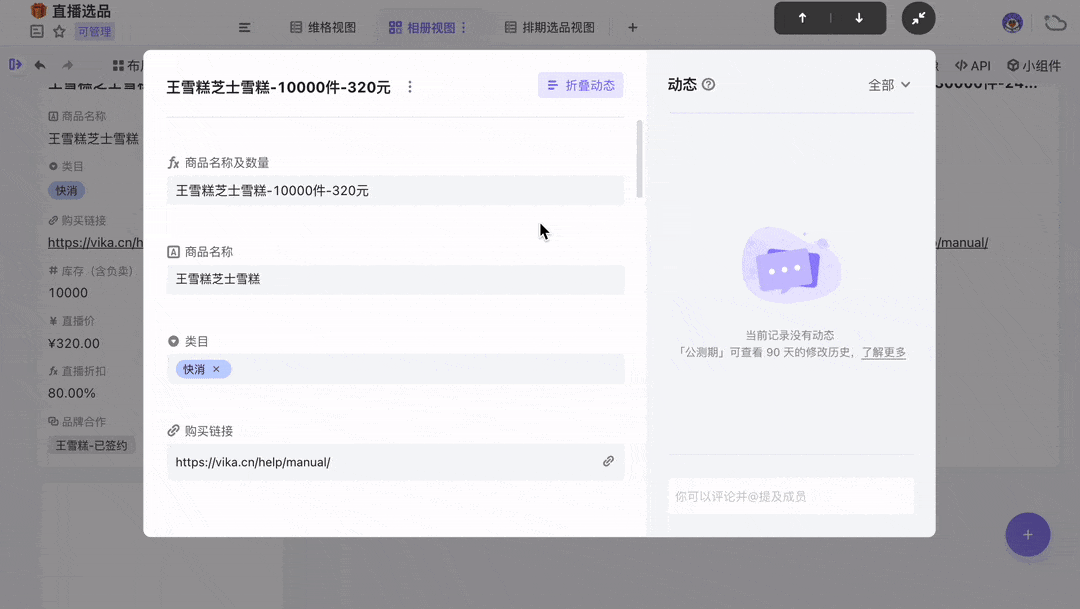 直播选品
可管理
维格视图
相册视图
排期选品视图
API
小组件
商品名称
王雪糕芝士雪糕
类目
快消
购买链接
https://vika.cn/h
manual/
库存（含负卖）
10000
直播价
¥320.00
直播折扣
80.00%
品牌合作
王雪糕-已签约
王雪糕芝士雪糕-10000件-320元
折叠动态
商品名称及数量
王雪糕芝士雪糕-10000件-320元
商品名称
王雪糕芝士雪糕
类目
快消
购买链接
https://vika.cn/help/manual/
动态
全部
当前记录没有动态
「公测期」可查看 90 天的修改历史，了解更多
你可以评论并@提及成员